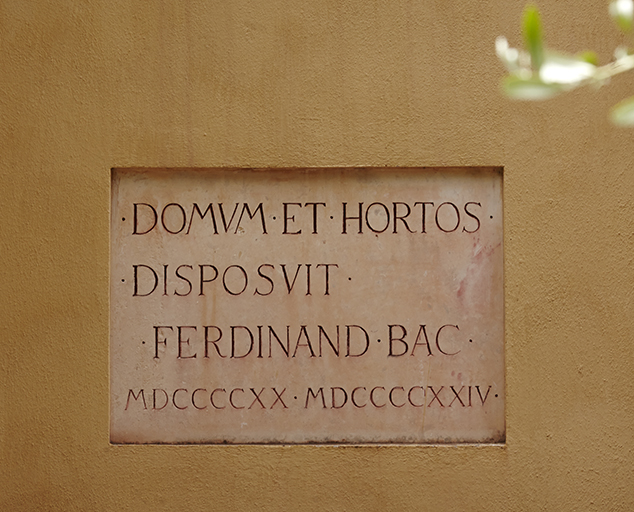 ·DOMVM·ET·HORTOS·
·DISPOSVIT·
·FERDINAND·BAC·
MDCCCCXX·MDCCCCXXIV·